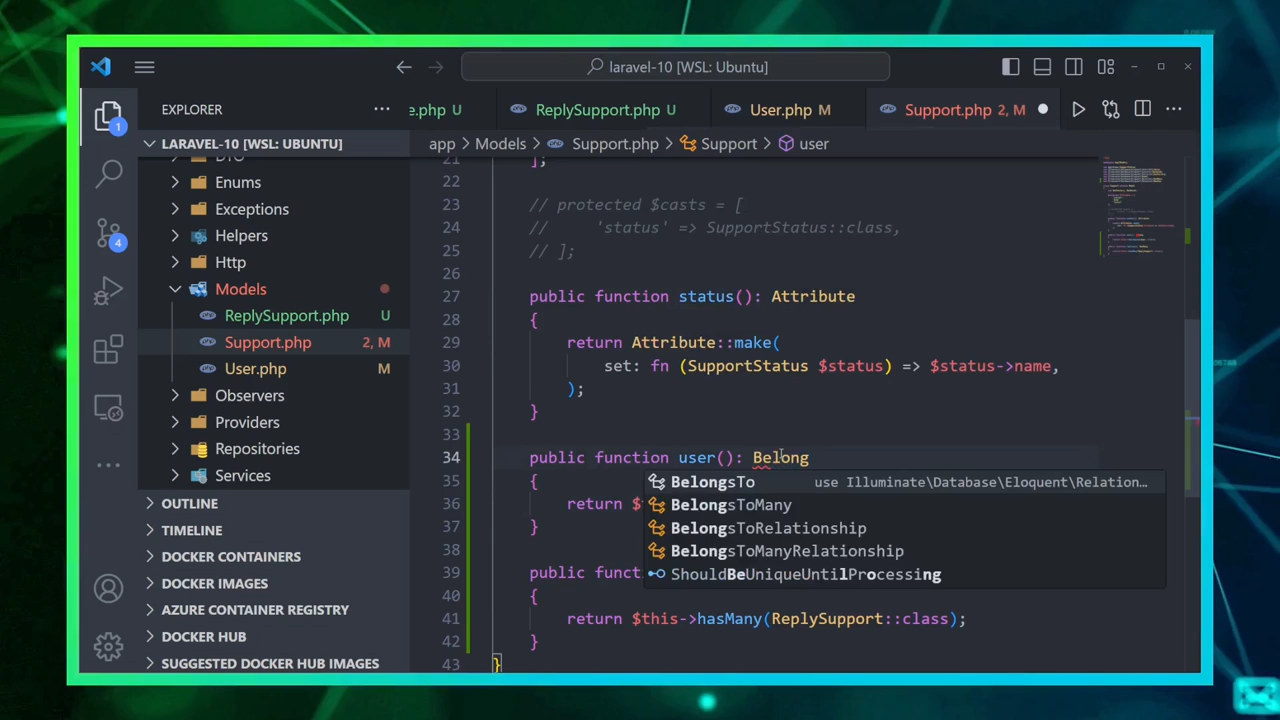 laravel-10 [WSL: Ubuntu]
EXPLORER
e.php U
ReplySupport.php U
User.php M
Support.php 2, M
1
LARAVEL-10 [WSL: UBUNTU]
app Models Support.php Support user
Enums
Exceptions
Helpers
Http
Models
ReplySupport.php U
Support.php 2, M
User.php M
Observers
Providers
Repositories
Services
OUTLINE
TIMELINE
DOCKER CONTAINERS
DOCKER IMAGES
AZURE CONTAINER REGISTRY
DOCKER HUB
SUGGESTED DOCKER HUB IMAGES
4
21 ];
22
23 // protected $casts = [
24 // 'status' => SupportStatus::class,
25 // ];
26
27 public function status(): Attribute
28 {
29 return Attribute::make(
30 set: fn (SupportStatus $status) => $status->name,
31 );
32 }
33
34 public function user(): Belong
35 {
36 return $
37 }
38
39 public funct
40 {
41 return $this->hasMany(ReplySupport::class);
42 }
43 }
BelongsTo use Illuminate\Database\Eloquent\Relation...
BelongsToMany
BelongsToRelationship
BelongsToManyRelationship
ShouldBeUniqueUntilProcessing